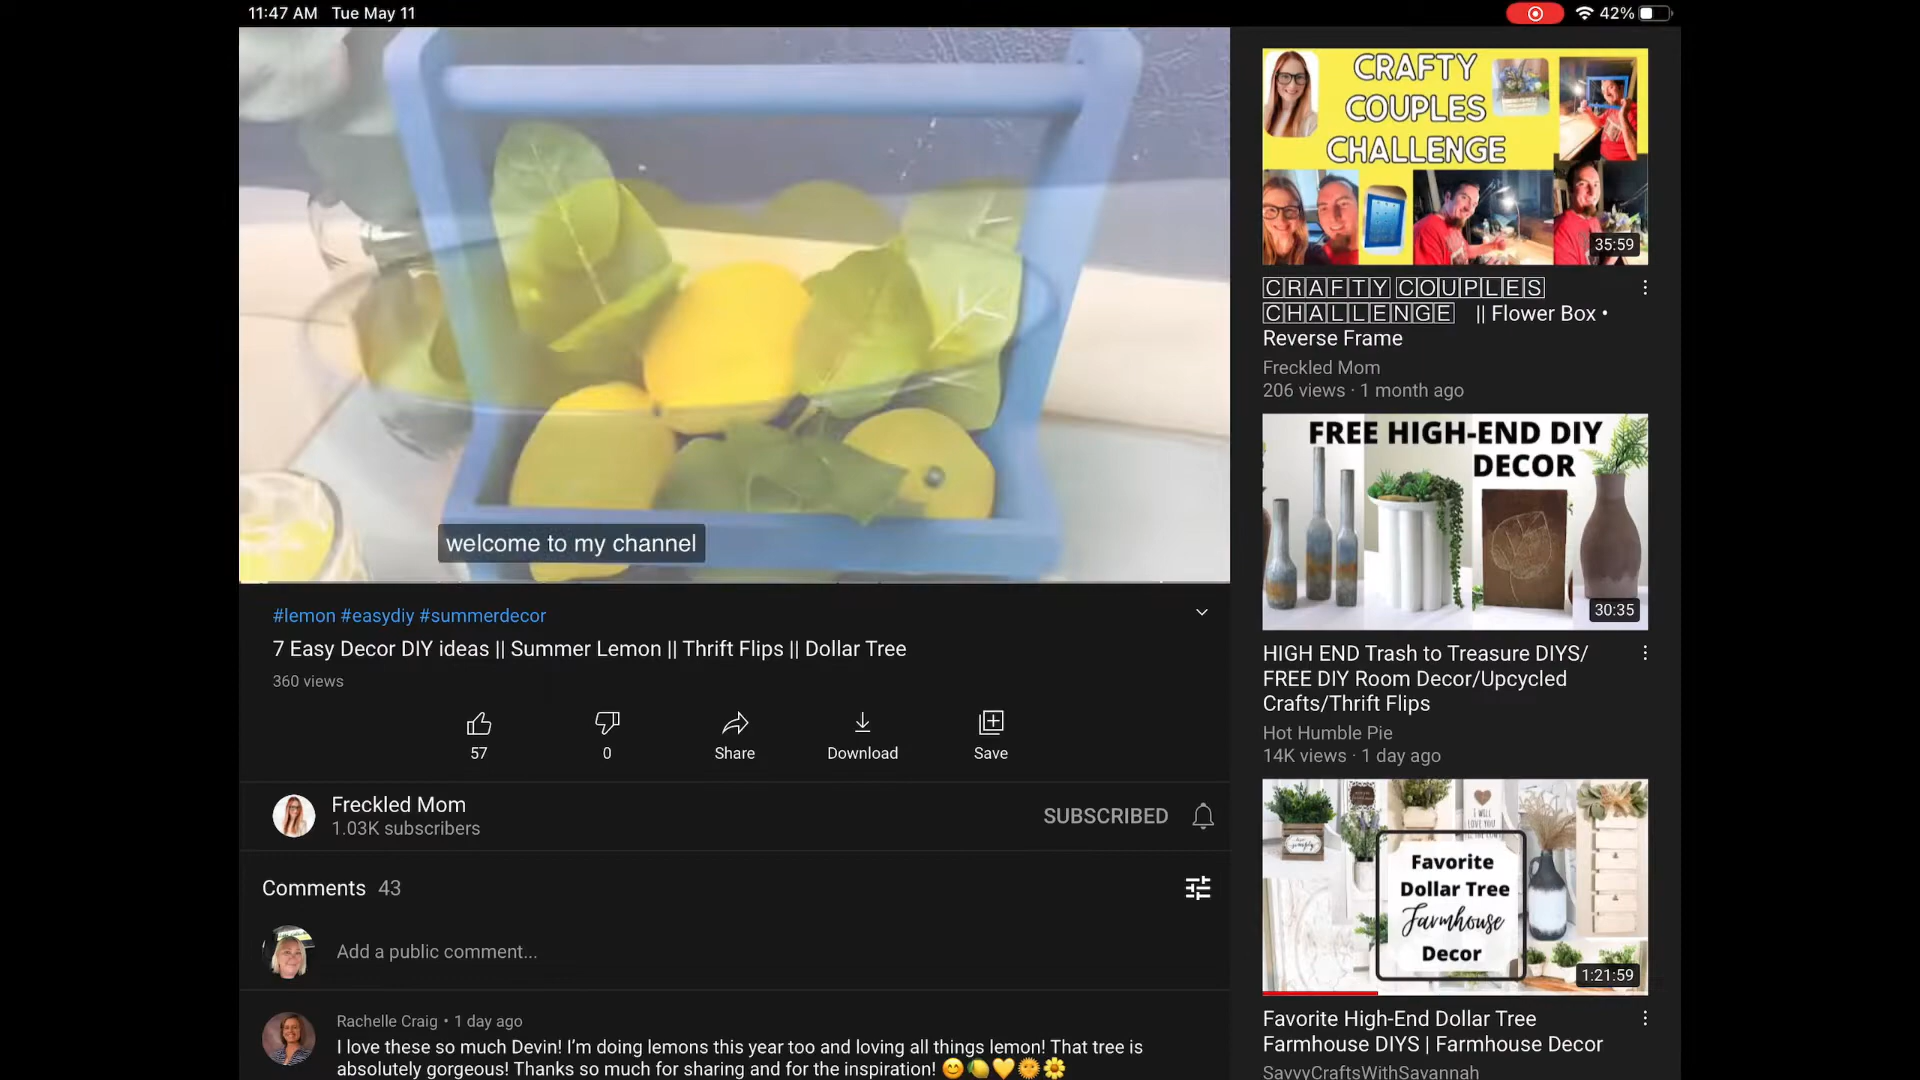 11:47 AM Tue May 11
42%
welcome to my channel
#lemon #easydiy #summerdecor
7 Easy Decor DIY ideas || Summer Lemon || Thrift Flips || Dollar Tree
360 views
57
0
Share
Download
Save
Freckled Mom
1.03K subscribers
SUBSCRIBED
Comments 43
Add a public comment...
Rachelle Craig • 1 day ago
I love these so much Devin! I'm doing lemons this year too and loving all things lemon! That tree is
absolutely gorgeous! Thanks so much for sharing and for the inspiration! 😊🍋💛🌞🌼
CRAFTY
COUPLES
CHALLENGE
35:59
🄲🅁🄰🄵🅃🅈 🄲🄾🅄🄿🄻🄴🅂
🄲🄷🄰🄻🄻🄴🄽🄶🄴 || Flower Box •
Reverse Frame
Freckled Mom
206 views · 1 month ago
FREE HIGH-END DIY
DECOR
30:35
HIGH END Trash to Treasure DIYS/
FREE DIY Room Decor/Upcycled
Crafts/Thrift Flips
Hot Humble Pie
14K views · 1 day ago
Favorite
Dollar Tree
Farmhouse
Decor
1:21:59
Favorite High-End Dollar Tree
Farmhouse DIYS | Farmhouse Decor
SavvyCraftsWithSavannah